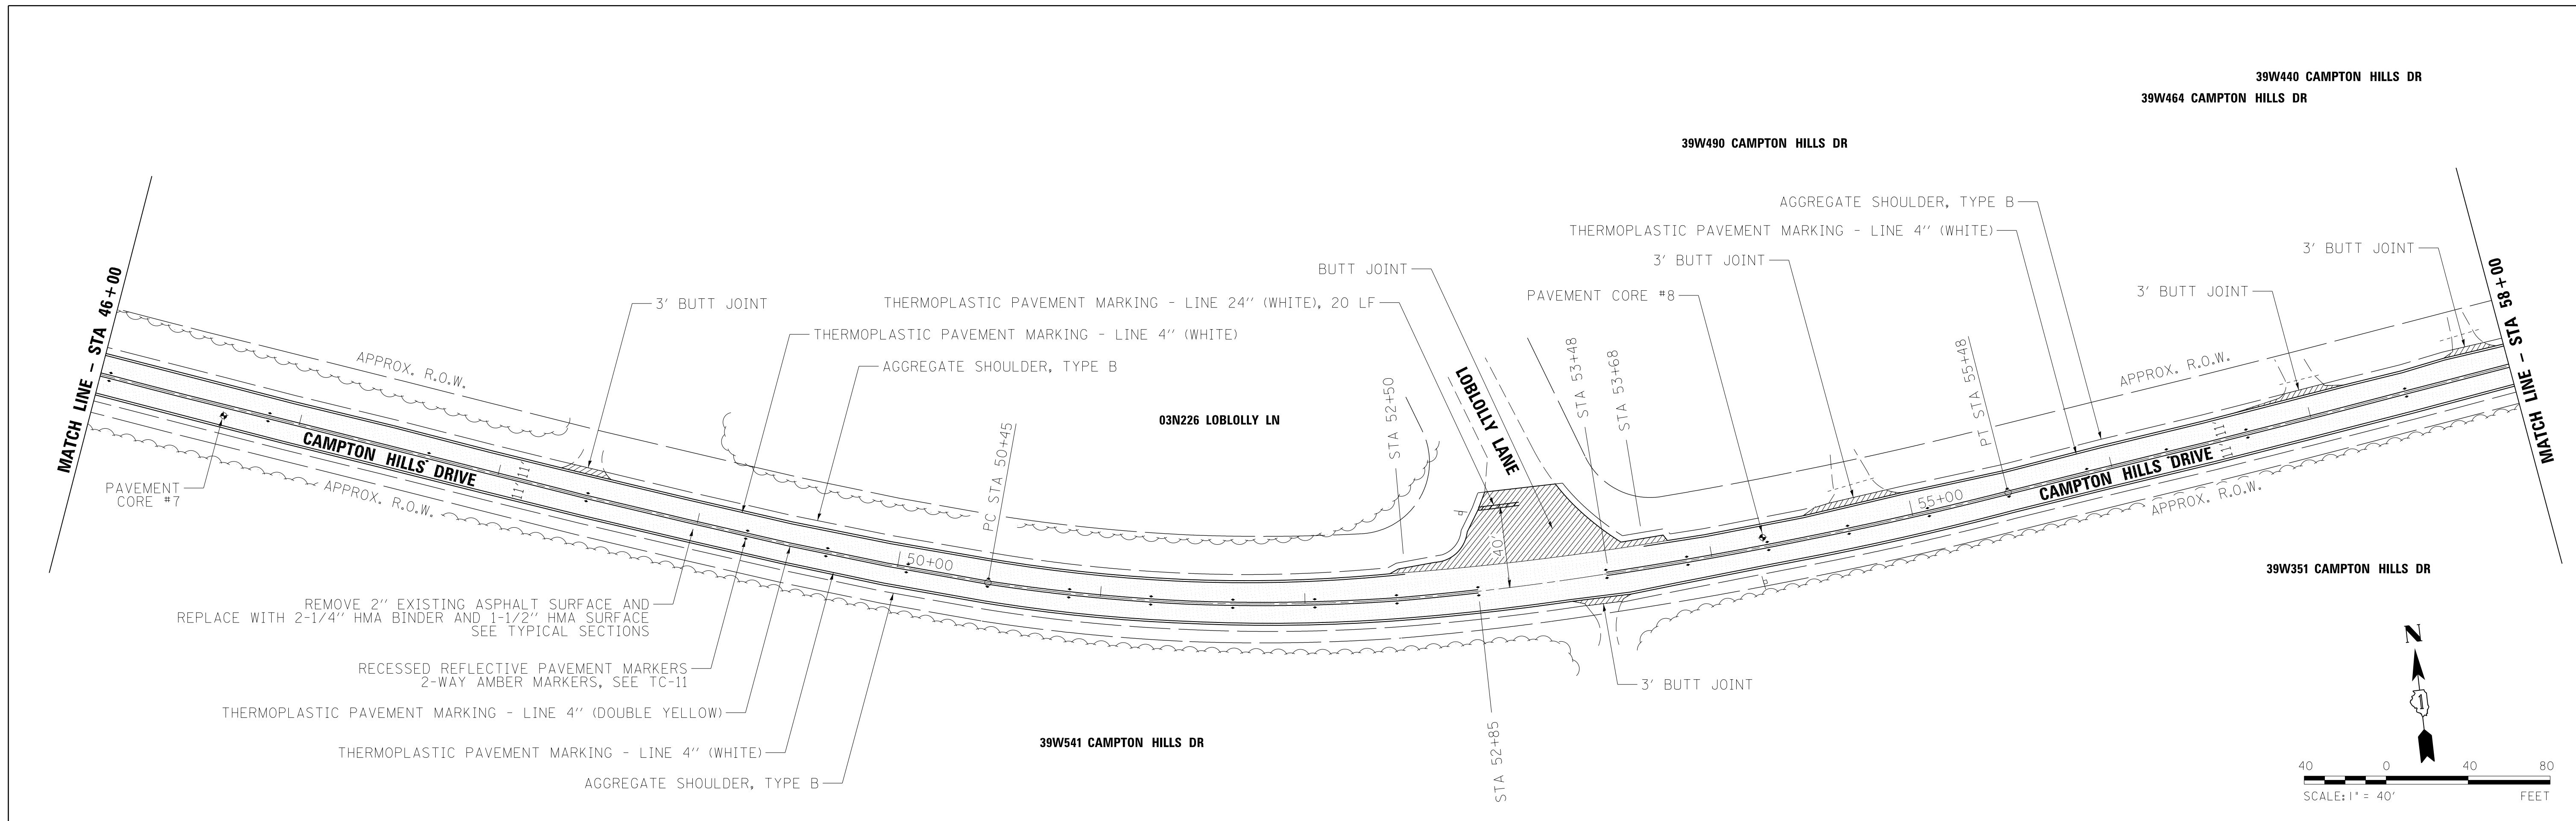 39W440 CAMPTON HILLS DR
39W464 CAMPTON HILLS DR
39W490 CAMPTON HILLS DR
AGGREGATE SHOULDER, TYPE B
THERMOPLASTIC PAVEMENT MARKING - LINE 4" (WHITE)
3' BUTT JOINT
3' BUTT JOINT
BUTT JOINT
3' BUTT JOINT
PAVEMENT CORE #8
3' BUTT JOINT
THERMOPLASTIC PAVEMENT MARKING - LINE 24" (WHITE), 20 LF
THERMOPLASTIC PAVEMENT MARKING - LINE 4" (WHITE)
AGGREGATE SHOULDER, TYPE B
MATCH LINE - STA 46+00
MATCH LINE - STA 58+00
APPROX. R.O.W.
APPROX. R.O.W.
LOBLOLLY LANE
STA 52+50
STA 53+48
STA 53+68
PT STA 55+48
03N226 LOBLOLLY LN
CAMPTON HILLS DRIVE
11' 11'
PC STA 50+45
11' 11'
CAMPTON HILLS DRIVE
PAVEMENT
CORE #7
APPROX. R.O.W.
APPROX. R.O.W.
50+00
40'
55+00
39W351 CAMPTON HILLS DR
REMOVE 2" EXISTING ASPHALT SURFACE AND
REPLACE WITH 2-1/4" HMA BINDER AND 1-1/2" HMA SURFACE
SEE TYPICAL SECTIONS
RECESSED REFLECTIVE PAVEMENT MARKERS
2-WAY AMBER MARKERS, SEE TC-11
3' BUTT JOINT
THERMOPLASTIC PAVEMENT MARKING - LINE 4" (DOUBLE YELLOW)
THERMOPLASTIC PAVEMENT MARKING - LINE 4" (WHITE)
39W541 CAMPTON HILLS DR
STA 52+85
AGGREGATE SHOULDER, TYPE B
N
1
40 0 40 80
SCALE: 1" = 40' FEET